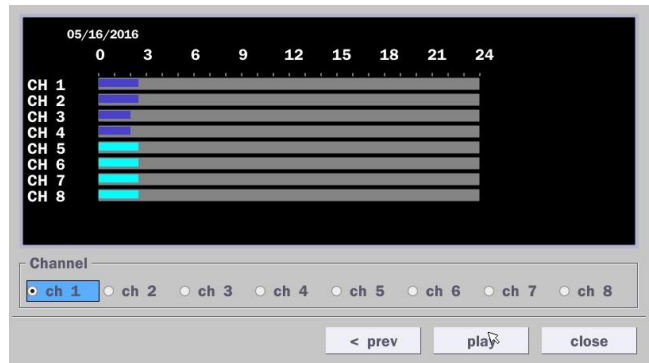 05/16/2016
0 3 6 9 12 15 18 21 24
CH 1
CH 2
CH 3
CH 4
CH 5
CH 6
CH 7
CH 8
Channel
ch 1 ch 2 ch 3 ch 4 ch 5 ch 6 ch 7 ch 8
< prev play close